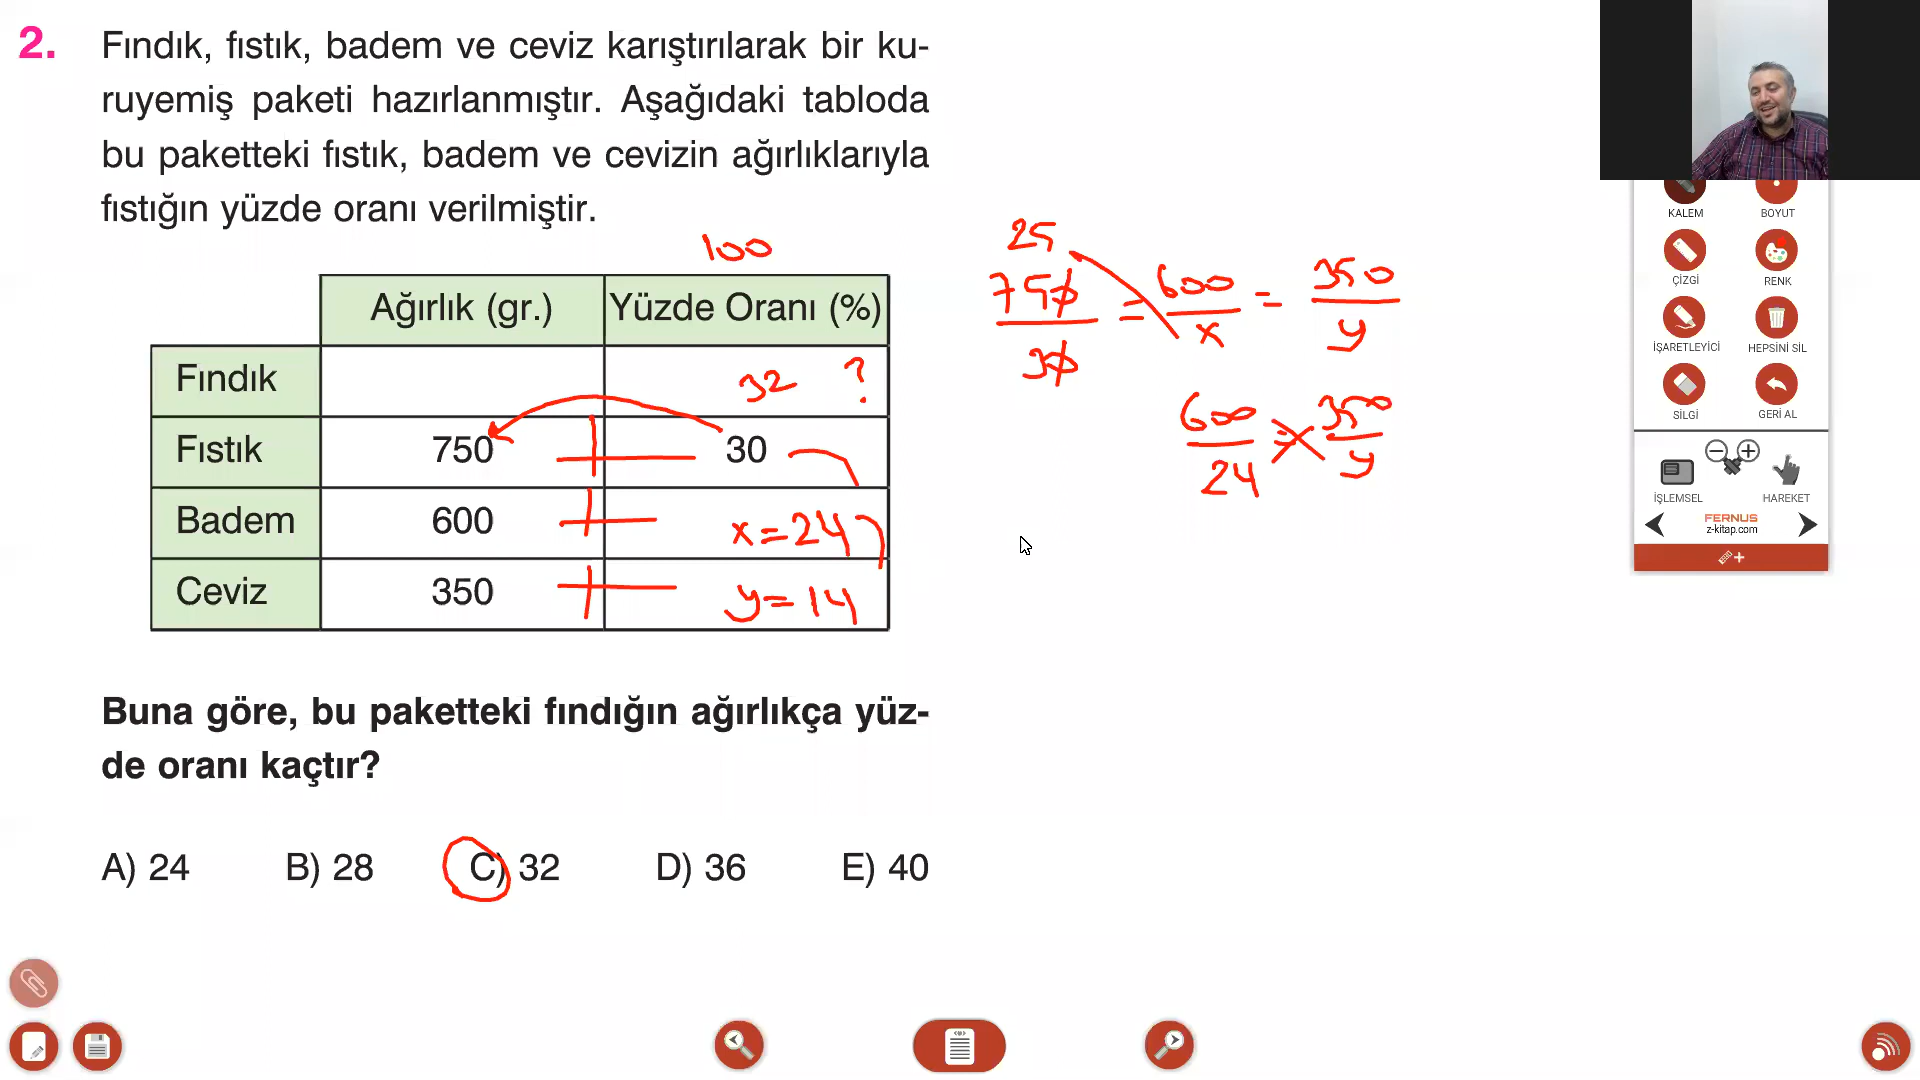 2. Fındık, fıstık, badem ve ceviz karıştırılarak bir ku-
ruyemiş paketi hazırlanmıştır. Aşağıdaki tabloda
bu paketteki fıstık, badem ve cevizin ağırlıklarıyla
fıstığın yüzde oranı verilmiştir.
100
Ağırlık (gr.) Yüzde Oranı (%)
Fındık 32 ?
Fıstık 750 30
Badem 600 x=24
Ceviz 350 y=14
25
750/30 = 600/x = 350/y
600/24 = 350/y
Buna göre, bu paketteki fındığın ağırlıkça yüz-
de oranı kaçtır?
A) 24 B) 28 C) 32 D) 36 E) 40
KALEM BOYUT
ÇİZGİ RENK
İŞARETLEYİCİ HEPSİNİ SİL
SİLGİ GERİ AL
İŞLEMSEL HAREKET
FERNUS
z-kitap.com